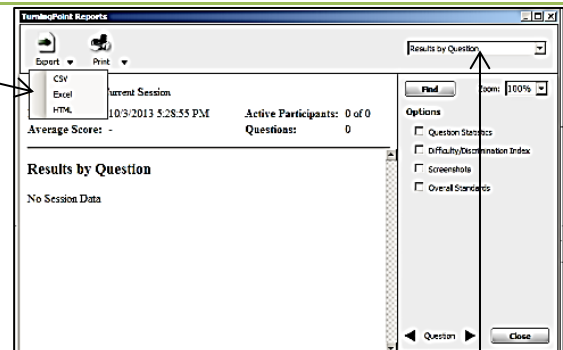 TurningPoint Reports
Export Print
Results by Question
CSV
Excel
HTML
urrent Session
10/3/2013 5:28:55 PM Active Participants: 0 of 0
Average Score: - Questions: 0
Results by Question
No Session Data
Find Zoom: 100%
Options
Question Statistics
Difficulty/Discrimination Index
Screenshots
Overall Standards
Question Close